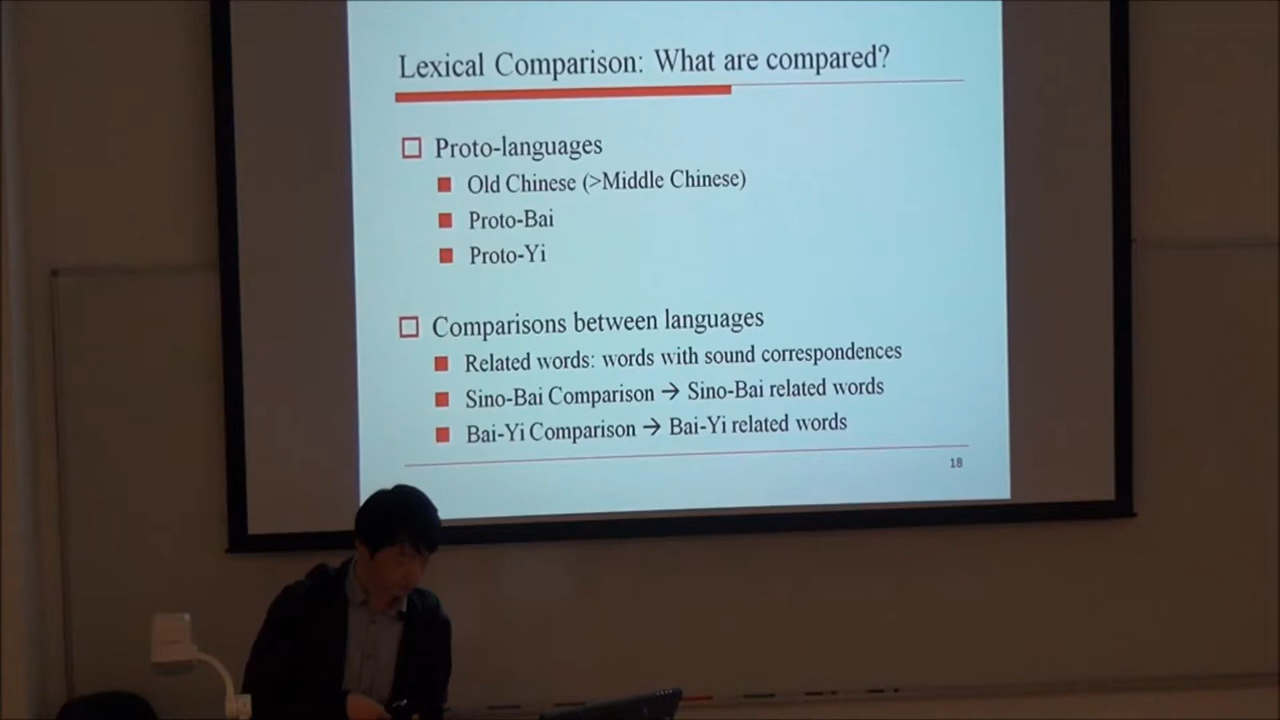 Lexical Comparison: What are compared?
Proto-languages
Old Chinese (>Middle Chinese)
Proto-Bai
Proto-Yi
Comparisons between languages
Related words: words with sound correspondences
Sino-Bai Comparison → Sino-Bai related words
Bai-Yi Comparison → Bai-Yi related words
18